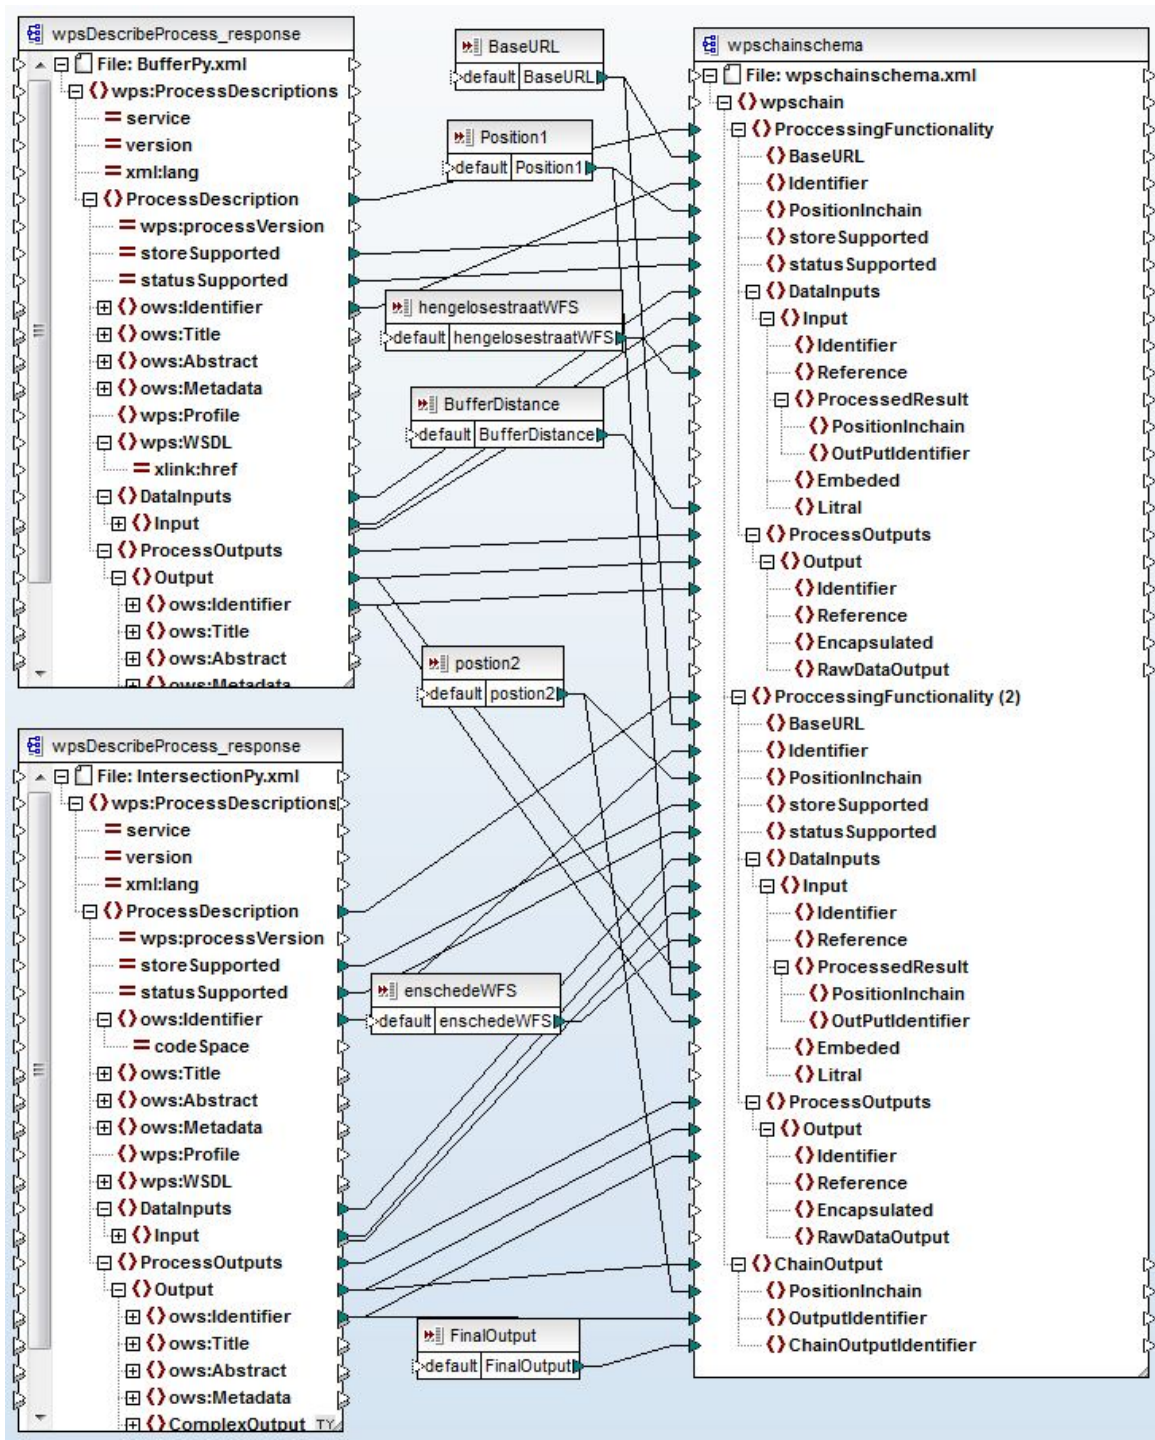 wpsDescribeProcess_response
File: BufferPy.xml
wps:ProcessDescriptions
service
version
xml:lang
ProcessDescription
wps:processVersion
storeSupported
statusSupported
ows:Identifier
ows:Title
ows:Abstract
ows:Metadata
wps:Profile
wps:WSDL
xlink:href
DataInputs
Input
ProcessOutputs
Output
ows:Identifier
ows:Title
ows:Abstract
ows:Metadata
wpsDescribeProcess_response
File: IntersectionPy.xml
wps:ProcessDescriptions
service
version
xml:lang
ProcessDescription
wps:processVersion
storeSupported
statusSupported
ows:Identifier
codeSpace
ows:Title
ows:Abstract
ows:Metadata
wps:Profile
wps:WSDL
DataInputs
Input
ProcessOutputs
Output
ows:Identifier
ows:Title
ows:Abstract
ows:Metadata
ComplexOutput TY
BaseURL
default BaseURL
Position1
default Position1
hengelosestraatWFS
default hengelosestraatWFS
BufferDistance
default BufferDistance
postion2
default postion2
enschedeWFS
default enschedeWFS
FinalOutput
default FinalOutput
wpschainschema
File: wpschainschema.xml
wpschain
ProccessingFunctionality
BaseURL
Identifier
PositionInchain
storeSupported
statusSupported
DataInputs
Input
Identifier
Reference
ProcessedResult
PositionInchain
OutPutIdentifier
Embeded
Litral
ProcessOutputs
Output
Identifier
Reference
Encapsulated
RawDataOutput
ProccessingFunctionality (2)
BaseURL
Identifier
PositionInchain
storeSupported
statusSupported
DataInputs
Input
Identifier
Reference
ProcessedResult
PositionInchain
OutPutIdentifier
Embeded
Litral
ProcessOutputs
Output
Identifier
Reference
Encapsulated
RawDataOutput
ChainOutput
PositionInchain
OutputIdentifier
ChainOutputIdentifier